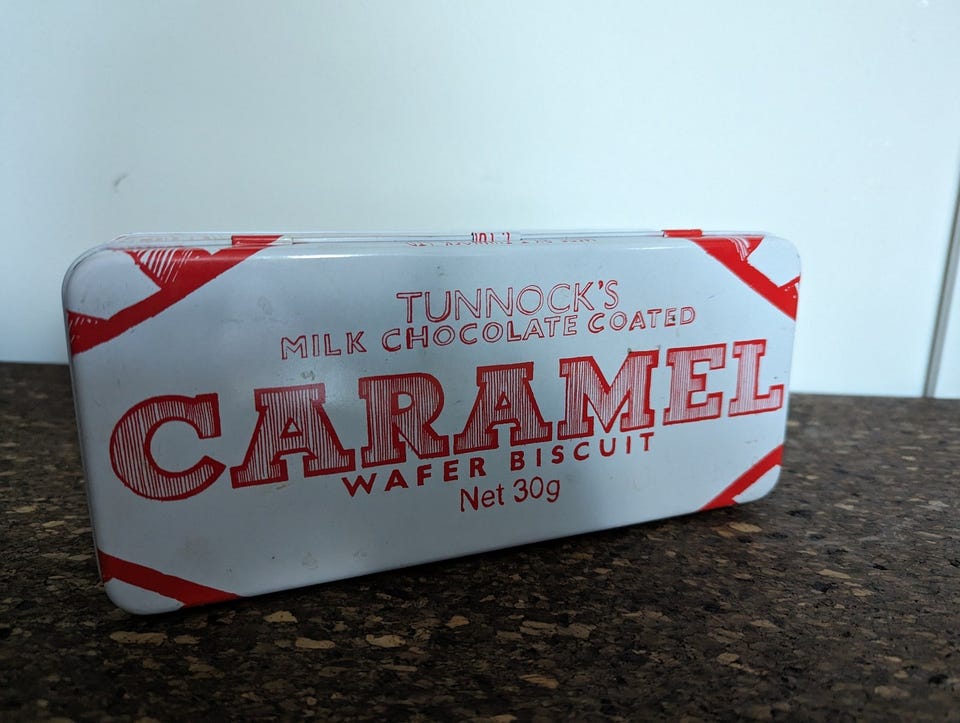 TUNNOCK'S
MILK CHOCOLATE COATED
CARAMEL
WAFER BISCUIT
Net 30g